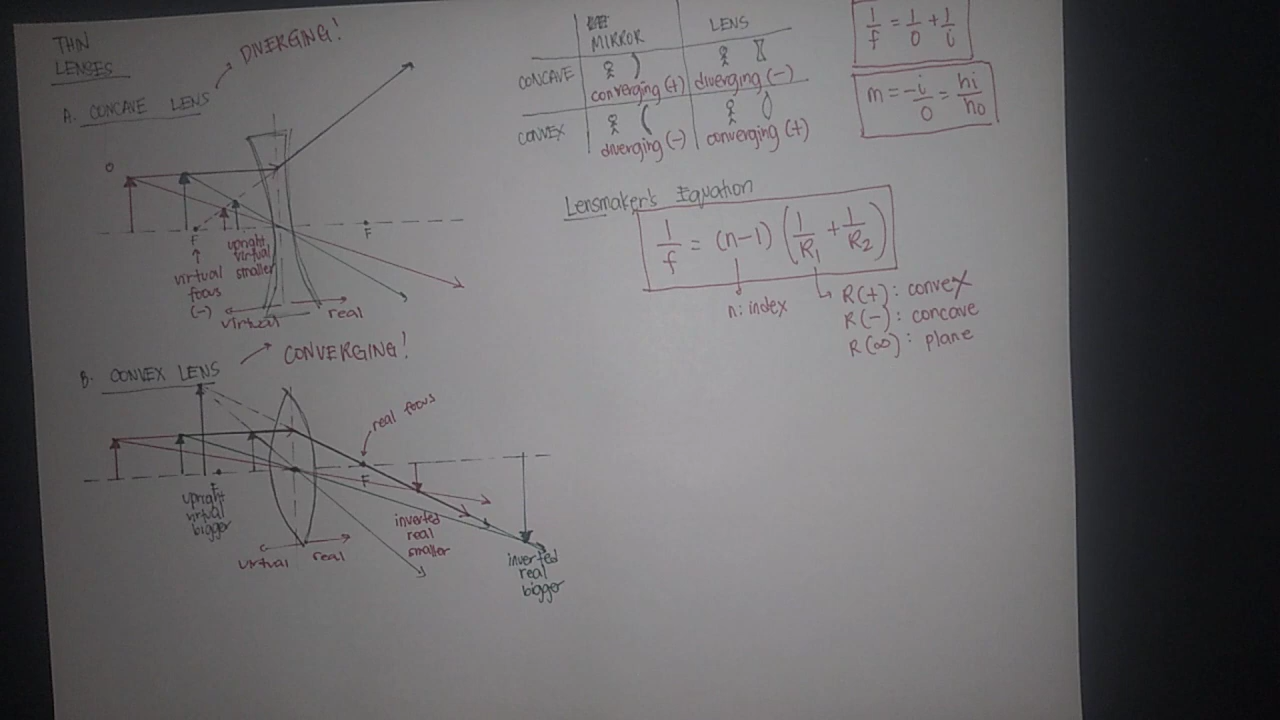 THIN
LENSES
DIVERGING!
A. CONCAVE LENS
O
F
F
virtual
focus
(-)
upright
virtual
smaller
virtual
real
CONVERGING!
B. CONVEX LENS
real focus
F
F
upright
virtual
bigger
inverted
real
smaller
inverted
real
bigger
virtual
real
MIRROR LENS
CONCAVE converging (+) diverging (-)
CONVEX diverging (-) converging (+)
1/f = 1/o + 1/i
m = -i/o = hi/ho
Lensmaker's Equation
1/f = (n-1) (1/R1 + 1/R2)
n: index
R(+): convex
R(-): concave
R(∞): plane